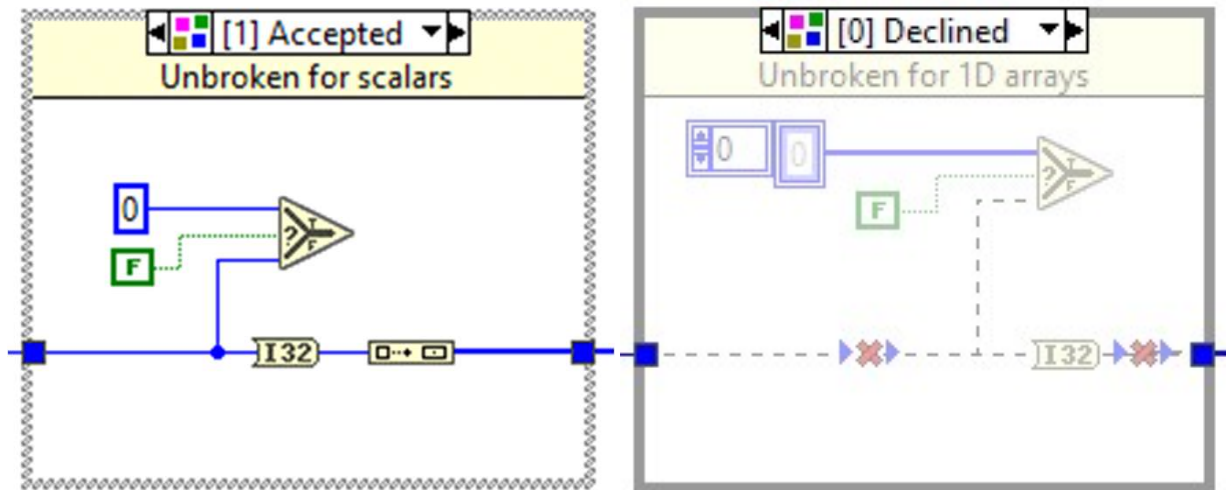 [1] Accepted
Unbroken for scalars
0
T
?
F
F
I32
[0] Declined
Unbroken for 1D arrays
0
0
T
?
F
F
I32